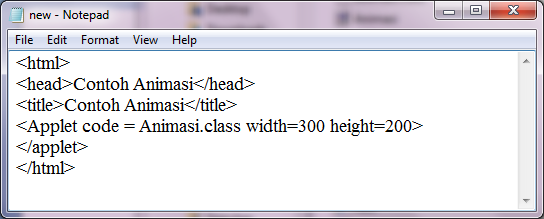 new - Notepad
File Edit Format View Help
<html>
<head>Contoh Animasi</head>
<title>Contoh Animasi</title>
<Applet code = Animasi.class width=300 height=200>
</applet>
</html>